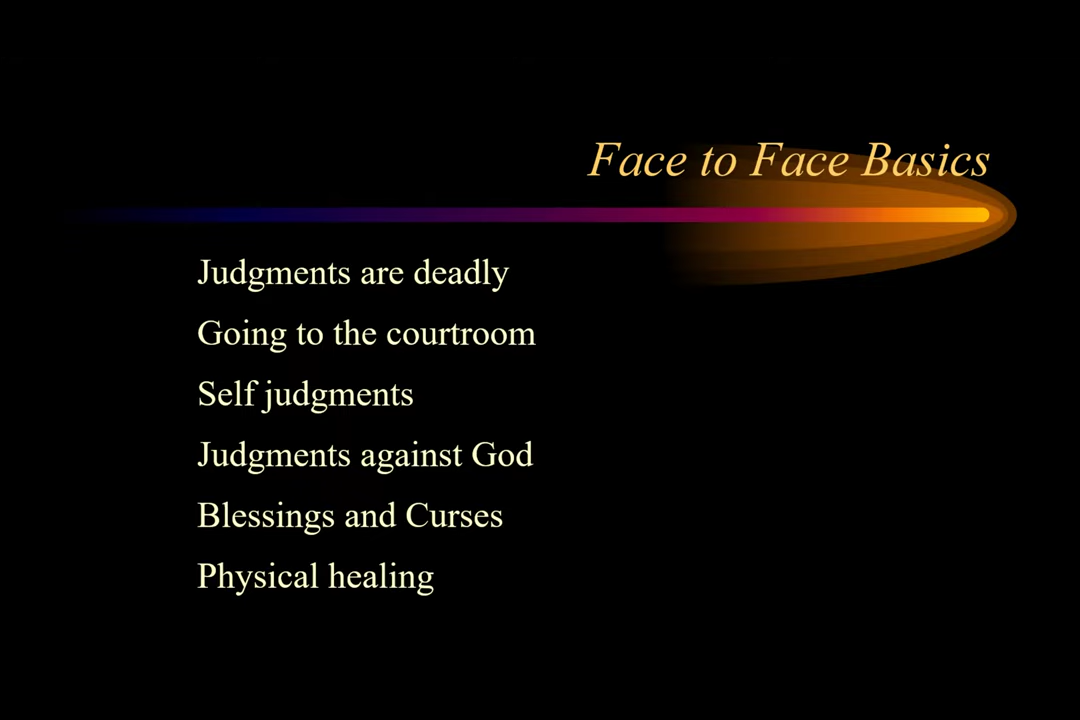 Face to Face Basics
Judgments are deadly
Going to the courtroom
Self judgments
Judgments against God
Blessings and Curses
Physical healing